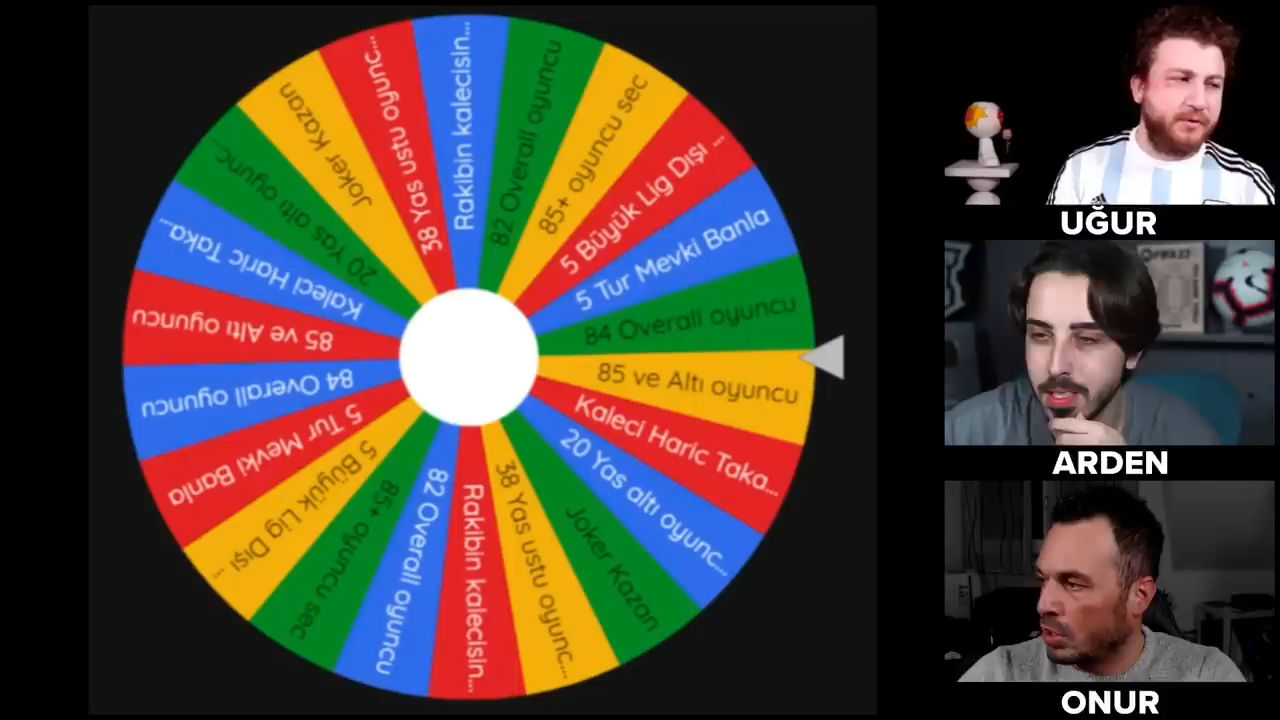 Rakibin kalecisin...
82 Overall oyuncu
85+ oyuncu sec
5 Büyük Lig Dışı ...
5 Tur Mevki Banla
84 Overall oyuncu
85 ve Altı oyuncu
Kaleci Haric Taka...
20 Yas altı oyunc...
Joker Kazan
38 Yas ustu oyunc...
Rakibin kalecisin...
82 Overall oyuncu
85+ oyuncu sec
5 Büyük Lig Dışı ...
5 Tur Mevki Banla
84 Overall oyuncu
85 ve Altı oyuncu
Kaleci Haric Taka...
20 Yas altı oyunc...
Joker Kazan
38 Yas ustu oyunc...
UĞUR
FIFA 23
ARDEN
ONUR